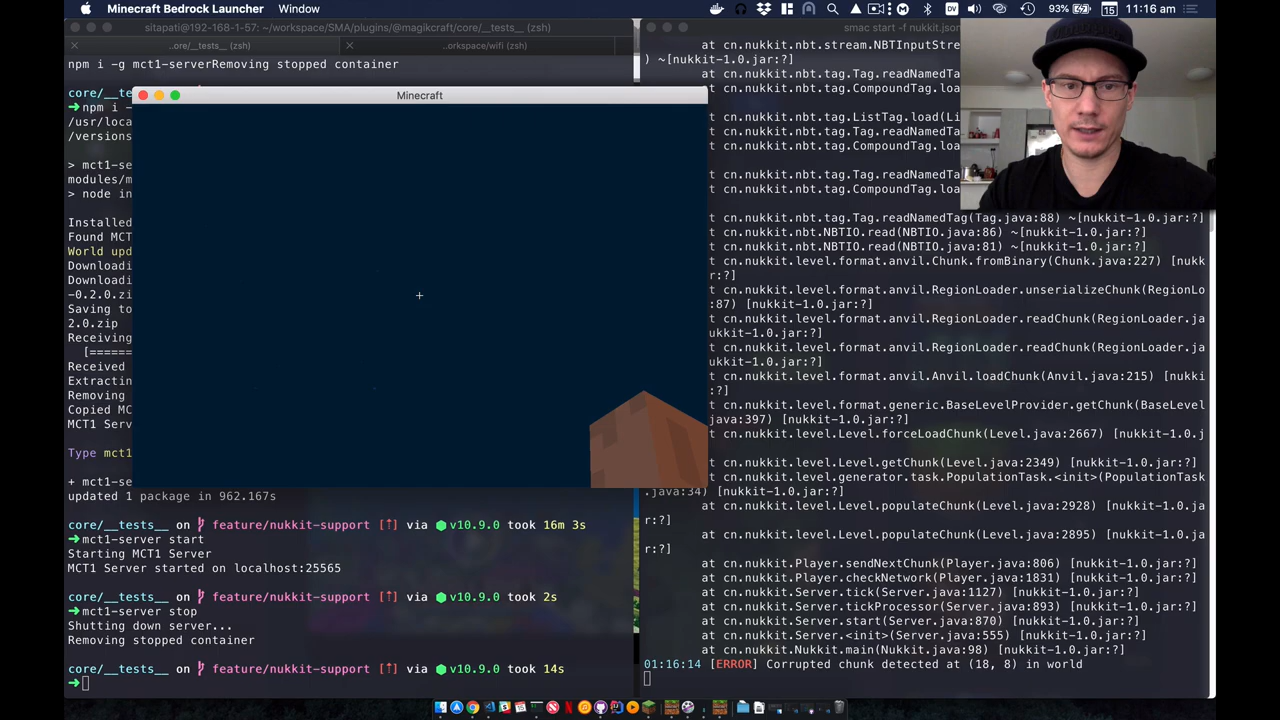 Minecraft Bedrock Launcher Window
93%
DV
15
11:16 am
sitapati@192-168-1-57: ~/workspace/SMA/plugins/@magikcraft/core/__tests__ (zsh)
..ore/__tests__ (zsh)
..orkspace/wifi (zsh)
npm i -g mct1-serverRemoving stopped container
core/__te
➜ npm i -
/usr/loca
/versions
> mct1-se
modules/m
> node in
Installed
Found MCT
World upd
Downloadi
Downloadi
-0.2.0.zi
Saving to
2.0.zip
Receiving
[======
Received
Extractin
Removing
Copied MC
MCT1 Serv
Type mct1
+ mct1-se
updated 1 package in 962.167s
core/__tests__ on feature/nukkit-support [↑] via v10.9.0 took 16m 3s
➜ mct1-server start
Starting MCT1 Server
MCT1 Server started on localhost:25565
core/__tests__ on feature/nukkit-support [↑] via v10.9.0 took 2s
➜ mct1-server stop
Shutting down server...
Removing stopped container
core/__tests__ on feature/nukkit-support [↑] via v10.9.0 took 14s
➜
Minecraft
smac start -f nukkit.json
at cn.nukkit.nbt.stream.NBTInputStre
) ~[nukkit-1.0.jar:?]
at cn.nukkit.nbt.tag.Tag.readNamedTa
at cn.nukkit.nbt.tag.CompoundTag.loa
t cn.nukkit.nbt.tag.ListTag.load(Li
t cn.nukkit.nbt.tag.Tag.readNamedTa
t cn.nukkit.nbt.tag.CompoundTag.loa
t cn.nukkit.nbt.tag.Tag.readNamedTa
t cn.nukkit.nbt.tag.CompoundTag.loa
t cn.nukkit.nbt.tag.Tag.readNamedTag(Tag.java:88) ~[nukkit-1.0.jar:?]
t cn.nukkit.nbt.NBTIO.read(NBTIO.java:86) ~[nukkit-1.0.jar:?]
t cn.nukkit.nbt.NBTIO.read(NBTIO.java:81) ~[nukkit-1.0.jar:?]
t cn.nukkit.level.format.anvil.Chunk.fromBinary(Chunk.java:227) [nukk
?]
t cn.nukkit.level.format.anvil.RegionLoader.unserializeChunk(RegionLo
87) [nukkit-1.0.jar:?]
t cn.nukkit.level.format.anvil.RegionLoader.readChunk(RegionLoader.ja
ukkit-1.0.jar:?]
t cn.nukkit.level.format.anvil.RegionLoader.readChunk(RegionLoader.ja
ukkit-1.0.jar:?]
t cn.nukkit.level.format.anvil.Anvil.loadChunk(Anvil.java:215) [nukki
:?]
t cn.nukkit.level.format.generic.BaseLevelProvider.getChunk(BaseLevel
java:397) [nukkit-1.0.jar:?]
t cn.nukkit.level.Level.forceLoadChunk(Level.java:2667) [nukkit-1.0.j
t cn.nukkit.level.Level.getChunk(Level.java:2349) [nukkit-1.0.jar:?]
t cn.nukkit.level.generator.task.PopulationTask.<init>(PopulationTask
.java:34) [nukkit-1.0.jar:?]
at cn.nukkit.level.Level.populateChunk(Level.java:2928) [nukkit-1.0.ja
r:?]
at cn.nukkit.level.Level.populateChunk(Level.java:2895) [nukkit-1.0.ja
r:?]
at cn.nukkit.Player.sendNextChunk(Player.java:806) [nukkit-1.0.jar:?]
at cn.nukkit.Player.checkNetwork(Player.java:1831) [nukkit-1.0.jar:?]
at cn.nukkit.Server.tick(Server.java:1127) [nukkit-1.0.jar:?]
at cn.nukkit.Server.tickProcessor(Server.java:893) [nukkit-1.0.jar:?]
at cn.nukkit.Server.start(Server.java:870) [nukkit-1.0.jar:?]
at cn.nukkit.Server.<init>(Server.java:555) [nukkit-1.0.jar:?]
at cn.nukkit.Nukkit.main(Nukkit.java:98) [nukkit-1.0.jar:?]
01:16:14 [ERROR] Corrupted chunk detected at (18, 8) in world